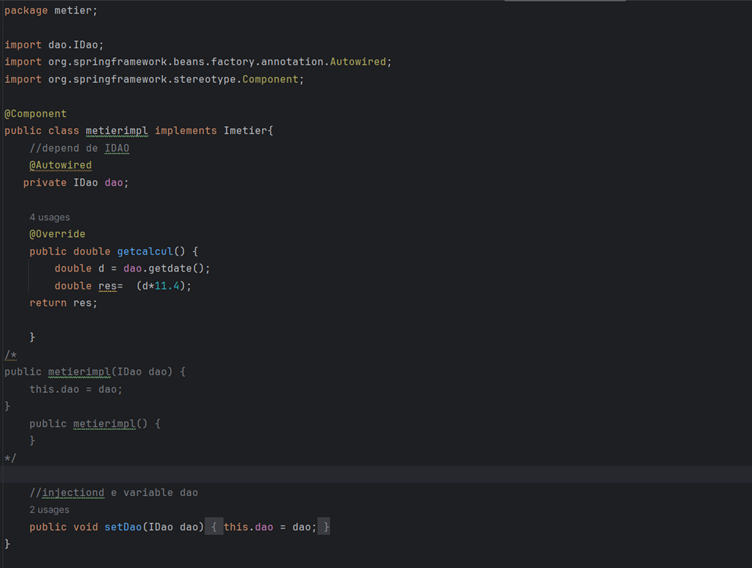 package metier;
import dao.IDao;
import org.springframework.beans.factory.annotation.Autowired;
import org.springframework.stereotype.Component;
@Component
public class metierimpl implements Imetier{
//depend de IDAO
@Autowired
private IDao dao;
4 usages
@Override
public double getcalcul() {
double d = dao.getdate();
double res=  (d*11.4);
return res;
}
/*
public metierimpl(IDao dao) {
this.dao = dao;
}
public metierimpl() {
}
*/
//injectiond e variable dao
2 usages
public void setDao(IDao dao) { this.dao = dao; }
}